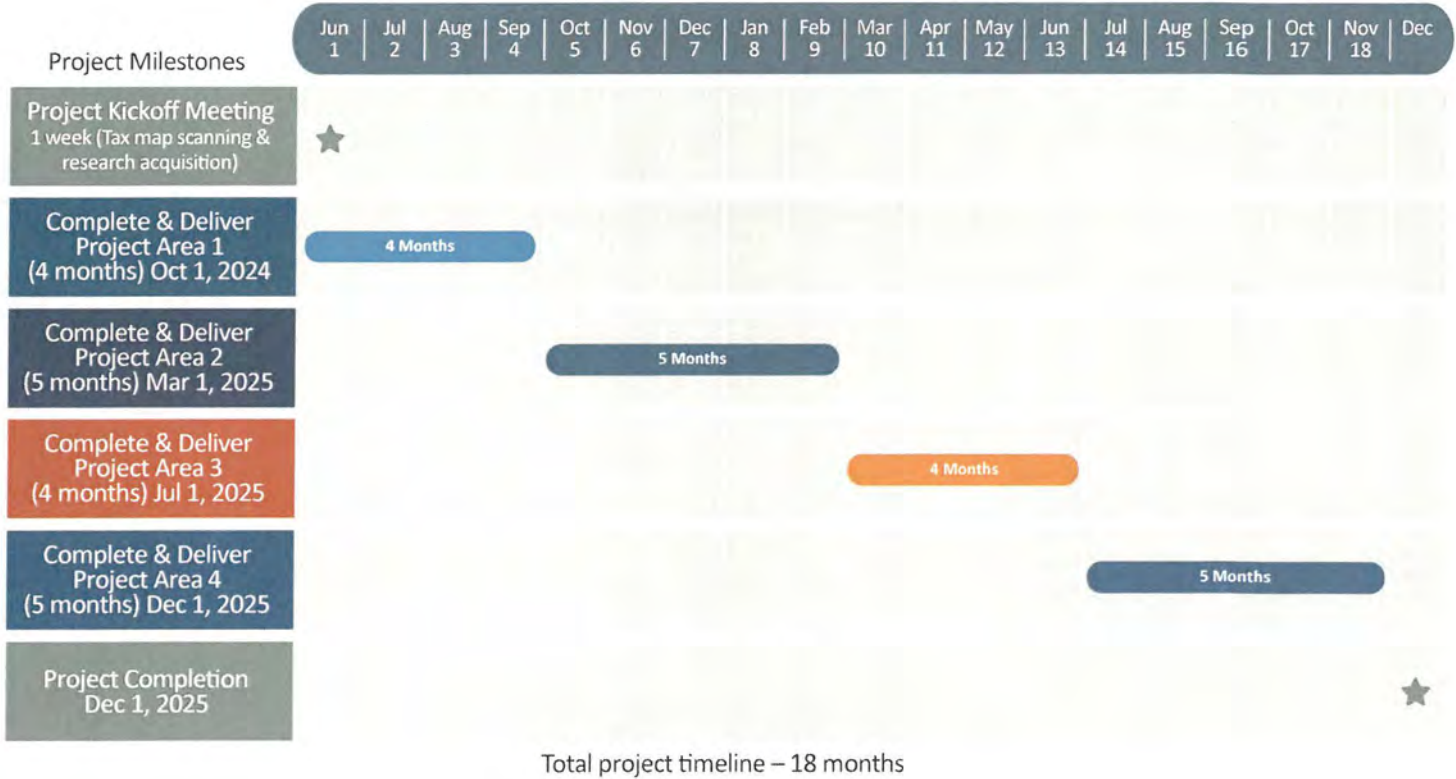 Project Milestones
Jun Jul Aug Sep Oct Nov Dec Jan Feb Mar Apr May Jun Jul Aug Sep Oct Nov Dec
1 2 3 4 5 6 7 8 9 10 11 12 13 14 15 16 17 18
Project Kickoff Meeting
1 week (Tax map scanning &
research acquisition)
Complete & Deliver
Project Area 1
(4 months) Oct 1, 2024
4 Months
Complete & Deliver
Project Area 2
(5 months) Mar 1, 2025
5 Months
Complete & Deliver
Project Area 3
(4 months) Jul 1, 2025
4 Months
Complete & Deliver
Project Area 4
(5 months) Dec 1, 2025
5 Months
Project Completion
Dec 1, 2025
Total project timeline – 18 months